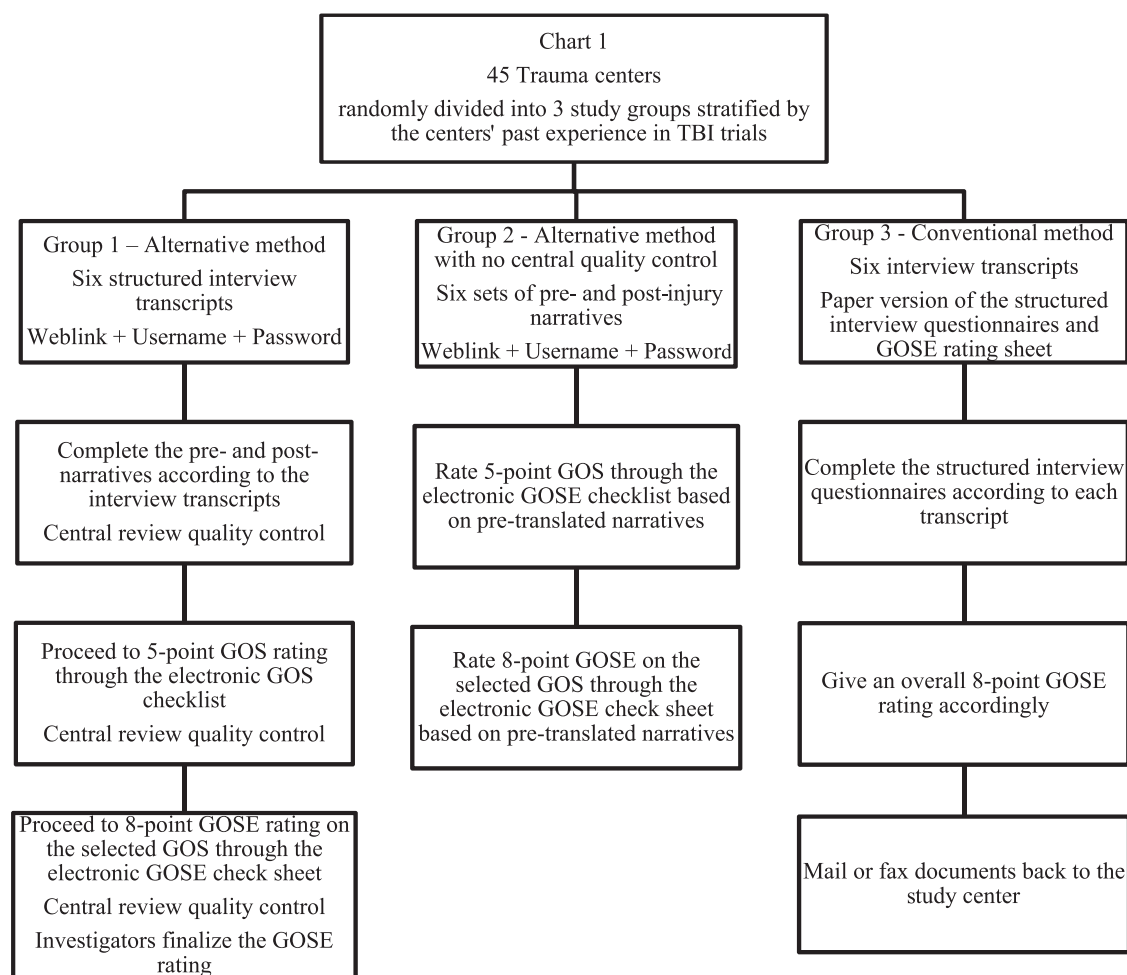 Chart 1
45 Trauma centers
randomly divided into 3 study groups stratified by
the centers' past experience in TBI trials
Group 1 – Alternative method
Six structured interview
transcripts
Weblink + Username + Password
Group 2 - Alternative method
with no central quality control
Six sets of pre- and post-injury
narratives
Weblink + Username + Password
Group 3 - Conventional method
Six interview transcripts
Paper version of the structured
interview questionnaires and
GOSE rating sheet
Complete the pre- and post-
narratives according to the
interview transcripts
Central review quality control
Rate 5-point GOS through the
electronic GOSE checklist based
on pre-translated narratives
Complete the structured interview
questionnaires according to each
transcript
Proceed to 5-point GOS rating
through the electronic GOS
checklist
Central review quality control
Rate 8-point GOSE on the
selected GOS through the
electronic GOSE check sheet
based on pre-translated narratives
Give an overall 8-point GOSE
rating accordingly
Proceed to 8-point GOSE rating on
the selected GOS through the
electronic GOSE check sheet
Central review quality control
Investigators finalize the GOSE
rating
Mail or fax documents back to the
study center